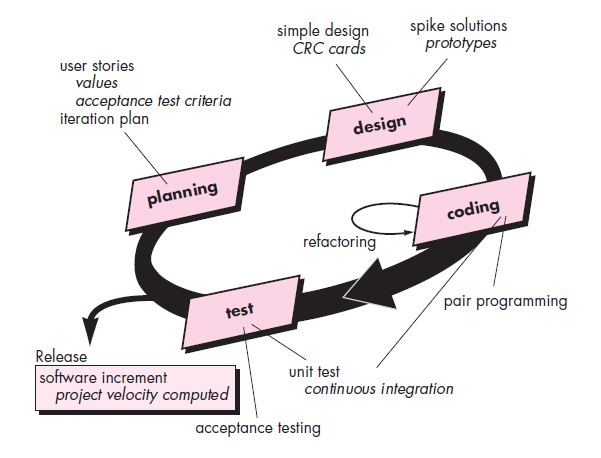 simple design
CRC cards
spike solutions
prototypes
user stories
values
acceptance test criteria
iteration plan
design
planning
coding
refactoring
test
pair programming
Release
software increment
project velocity computed
unit test
continuous integration
acceptance testing